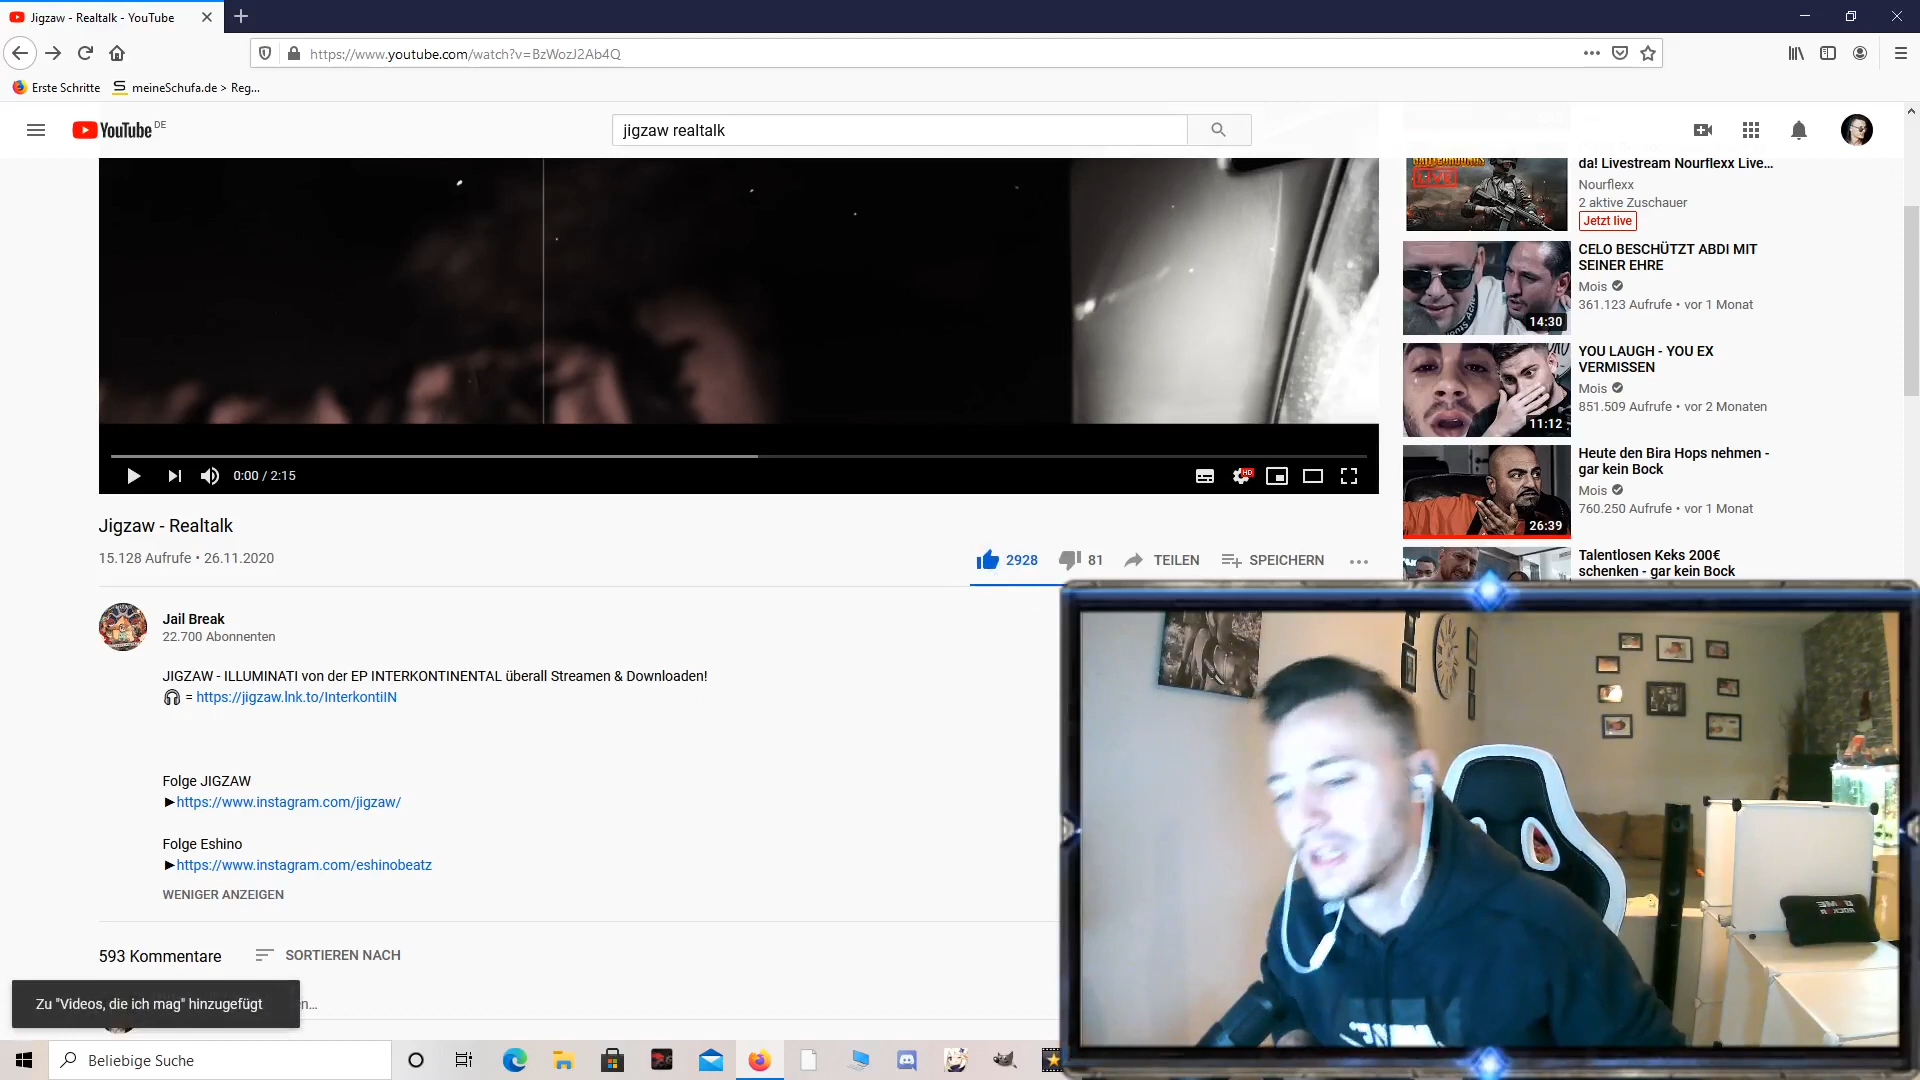 Jigzaw - Realtalk - YouTube
https://www.youtube.com/watch?v=BzWozJ2Ab4Q
Erste Schritte
meineSchufa.de > Reg...
YouTube DE
jigzaw realtalk
LIVE
da! Livestream Nourflexx Live...
Nourflexx
2 aktive Zuschauer
Jetzt live
CELO BESCHÜTZT ABDI MIT
SEINER EHRE
Mois
361.123 Aufrufe • vor 1 Monat
14:30
YOU LAUGH - YOU EX
VERMISSEN
Mois
851.509 Aufrufe • vor 2 Monaten
11:12
Heute den Bira Hops nehmen -
gar kein Bock
Mois
760.250 Aufrufe • vor 1 Monat
26:39
Talentlosen Keks 200€
schenken - gar kein Bock
0:00 / 2:15
HD
Jigzaw - Realtalk
15.128 Aufrufe • 26.11.2020
2928
81
TEILEN
SPEICHERN
Jail Break
22.700 Abonnenten
JIGZAW - ILLUMINATI von der EP INTERKONTINENTAL überall Streamen & Downloaden!
🎧 = https://jigzaw.lnk.to/InterkontiIN
Folge JIGZAW
►https://www.instagram.com/jigzaw/
Folge Eshino
►https://www.instagram.com/eshinobeatz
WENIGER ANZEIGEN
593 Kommentare
SORTIEREN NACH
Zu "Videos, die ich mag" hinzugefügt
n...
Beliebige Suche